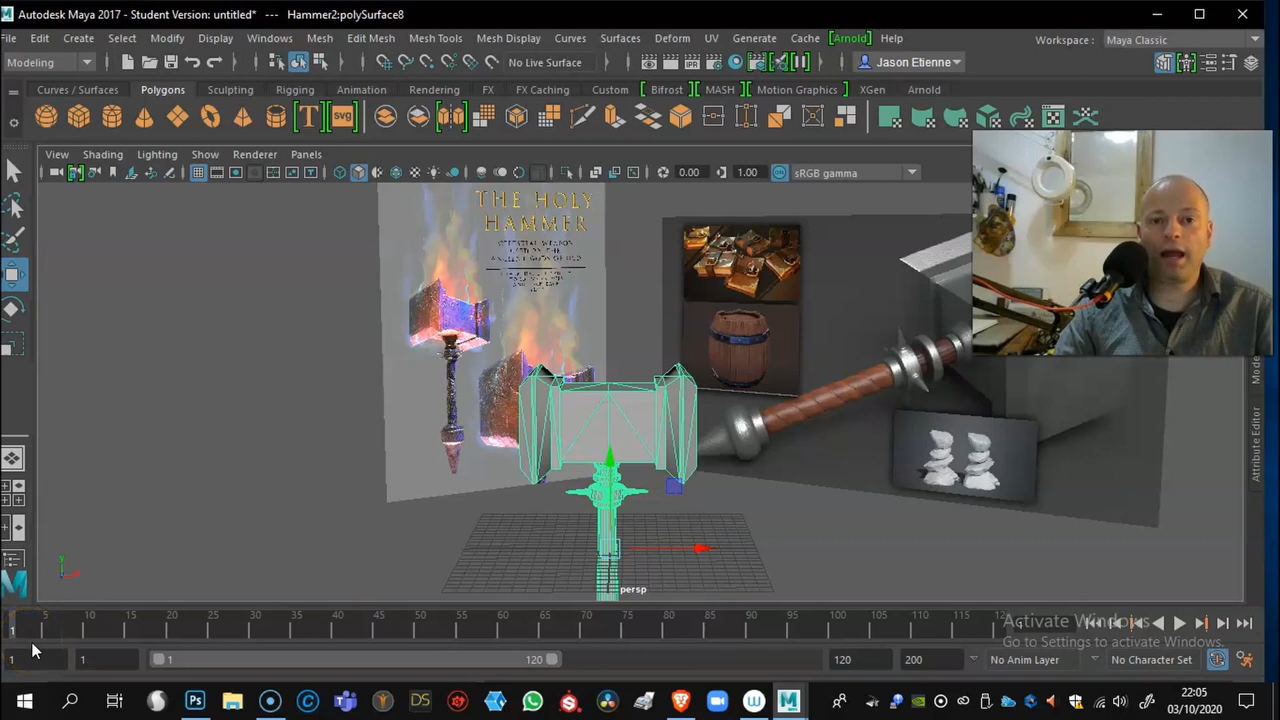 Autodesk Maya 2017 - Student Version: untitled* --- Hammer2:polySurface8
File Edit Create Select Modify Display Windows Mesh Edit Mesh Mesh Tools Mesh Display Curves Surfaces Deform UV Generate Cache [Arnold] Help Workspace : Maya Classic
Modeling No Live Surface Jason Etienne
Curves / Surfaces Polygons Sculpting Rigging Animation Rendering FX FX Caching Custom Bifrost MASH Motion Graphics XGen Arnold
T svg
View Shading Lighting Show Renderer Panels
0.00 1.00 sRGB gamma
THE HOLY
HAMMER
Attribute Editor
y
persp
5 10 15 20 25 30 35 40 45 50 55 60 65 70 75 80 85 90 95 100 105 110 115
1 1
Activate Windows
Go to Settings to activate Windows.
1 1 1 120 120 200 No Anim Layer No Character Set
22:05
03/10/2020